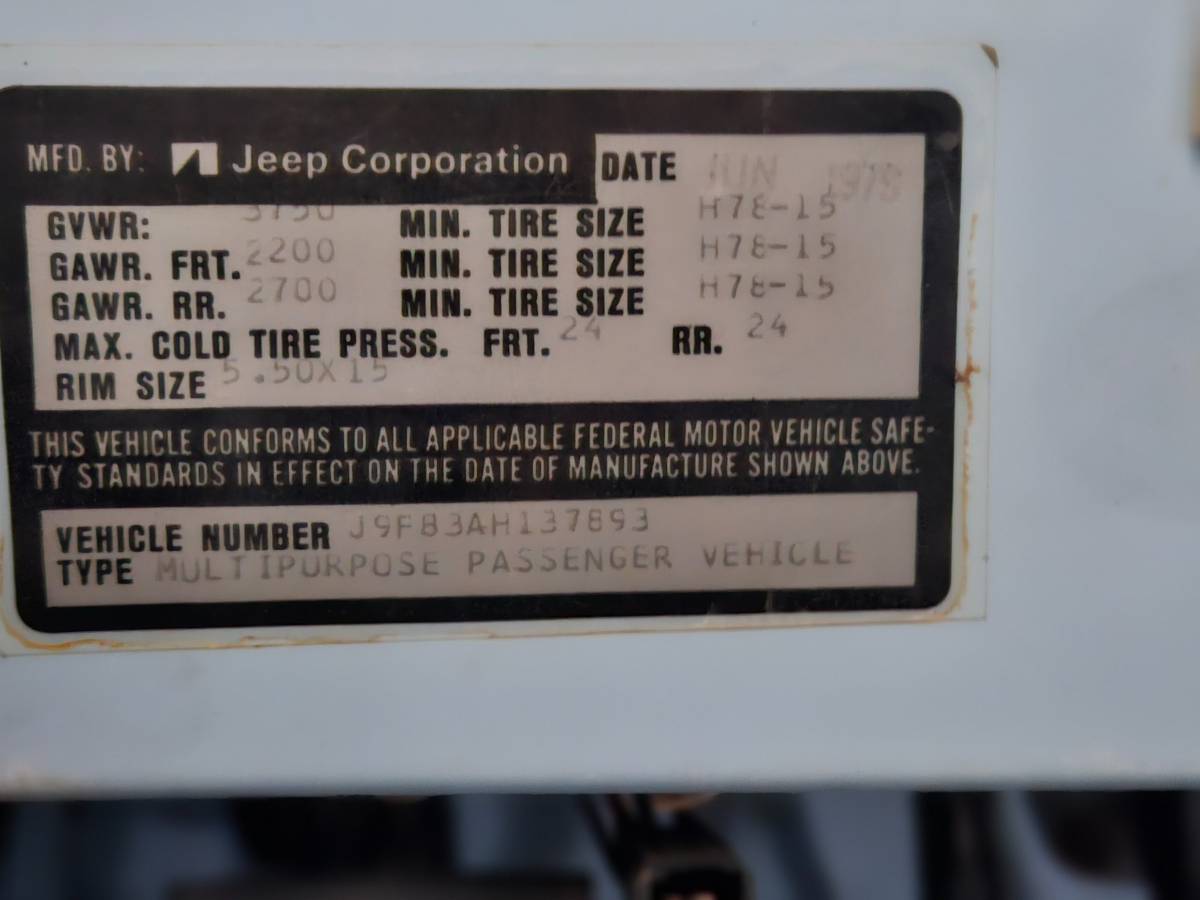 MFD. BY: Jeep Corporation DATE JUN 1979
GVWR: 3750 MIN. TIRE SIZE H78-15
GAWR. FRT. 2200 MIN. TIRE SIZE H78-15
GAWR. RR. 2700 MIN. TIRE SIZE H78-15
MAX. COLD TIRE PRESS. FRT. 24 RR. 24
RIM SIZE 5.50X15
THIS VEHICLE CONFORMS TO ALL APPLICABLE FEDERAL MOTOR VEHICLE SAFE-
TY STANDARDS IN EFFECT ON THE DATE OF MANUFACTURE SHOWN ABOVE.
VEHICLE NUMBER J9F83AH137893
TYPE MULTIPURPOSE PASSENGER VEHICLE